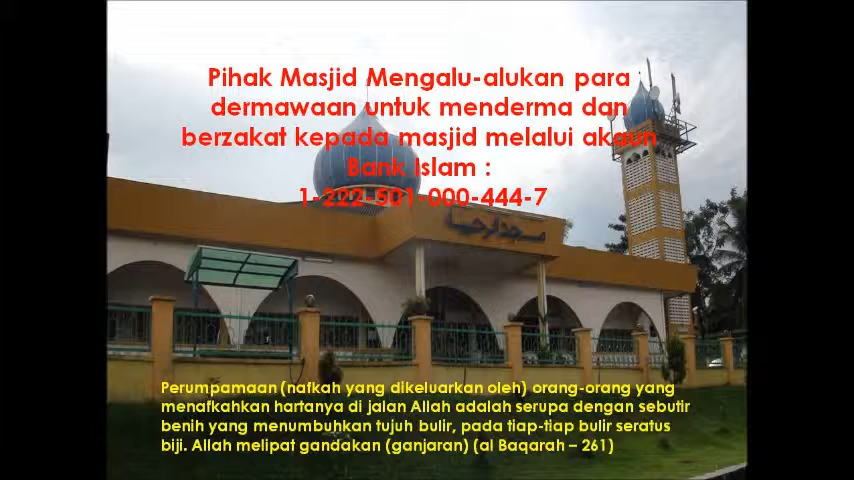 Pihak Masjid Mengalu-alukan para
dermawaan untuk menderma dan
berzakat kepada masjid melalui akaun
Bank Islam :
1-222-501-000-444-7
Perumpamaan (nafkah yang dikeluarkan oleh) orang-orang yang
menafkahkan hartanya di jalan Allah adalah serupa dengan sebutir
benih yang menumbuhkan tujuh bulir, pada tiap-tiap bulir seratus
biji. Allah melipat gandakan (ganjaran) (al Baqarah – 261)